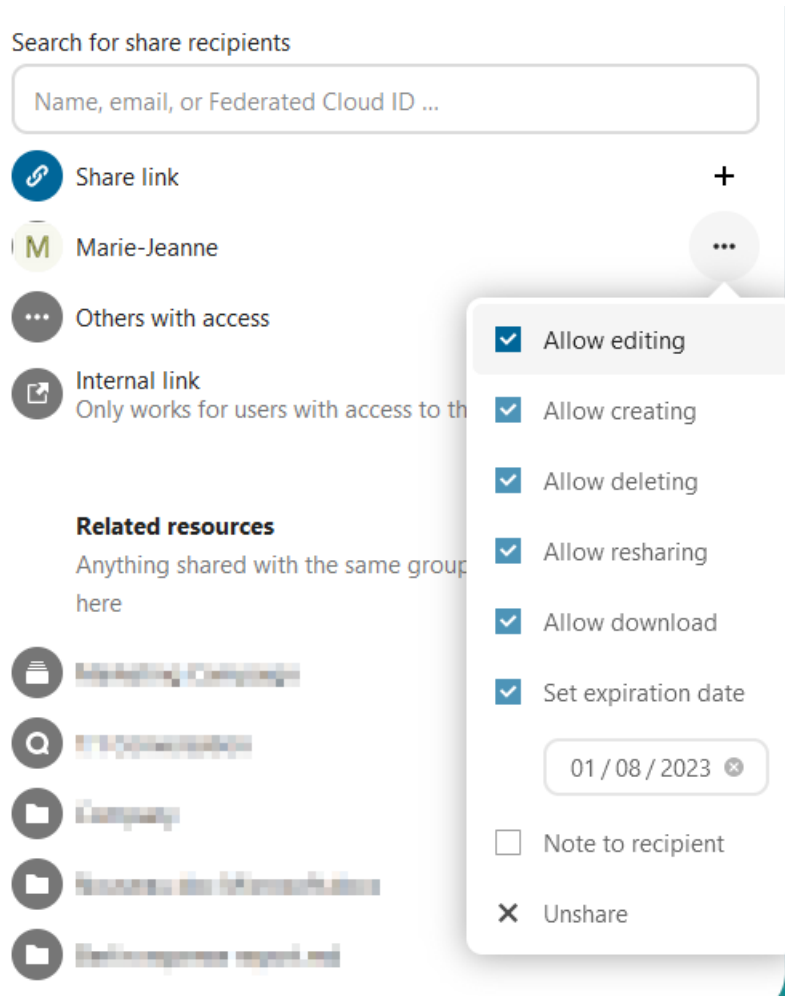 Search for share recipients
Name, email, or Federated Cloud ID ...
Share link
M Marie-Jeanne
Others with access
Internal link
Only works for users with access to th
Related resources
Anything shared with the same group
here
Allow editing
Allow creating
Allow deleting
Allow resharing
Allow download
Set expiration date
01 / 08 / 2023
Note to recipient
Unshare